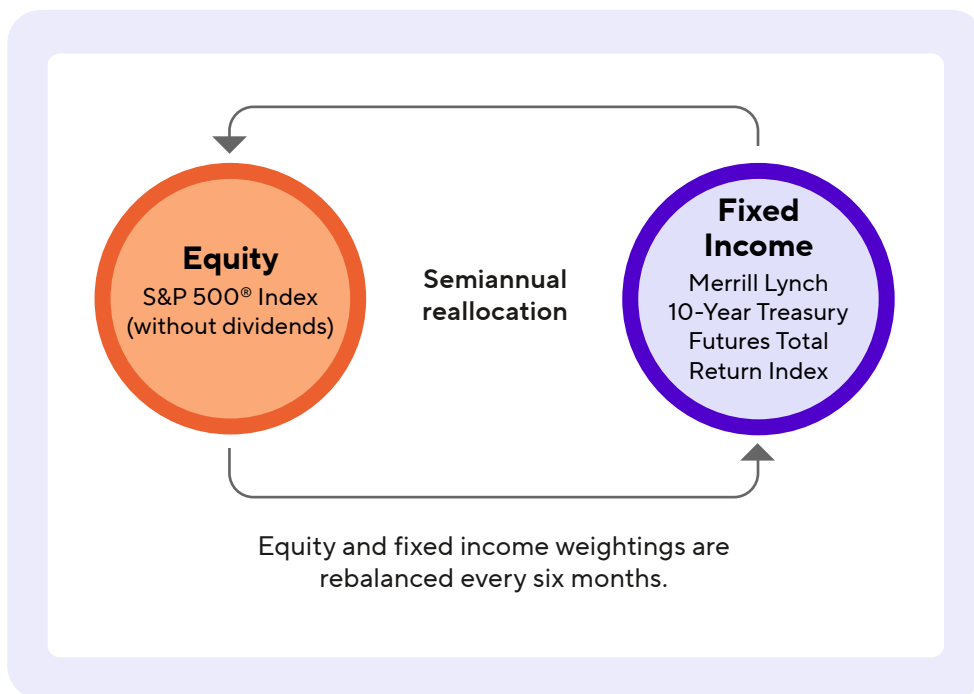 Equity
S&P 500® Index
(without dividends)
Semiannual
reallocation
Fixed
Income
Merrill Lynch
10-Year Treasury
Futures Total
Return Index
Equity and fixed income weightings are
rebalanced every six months.